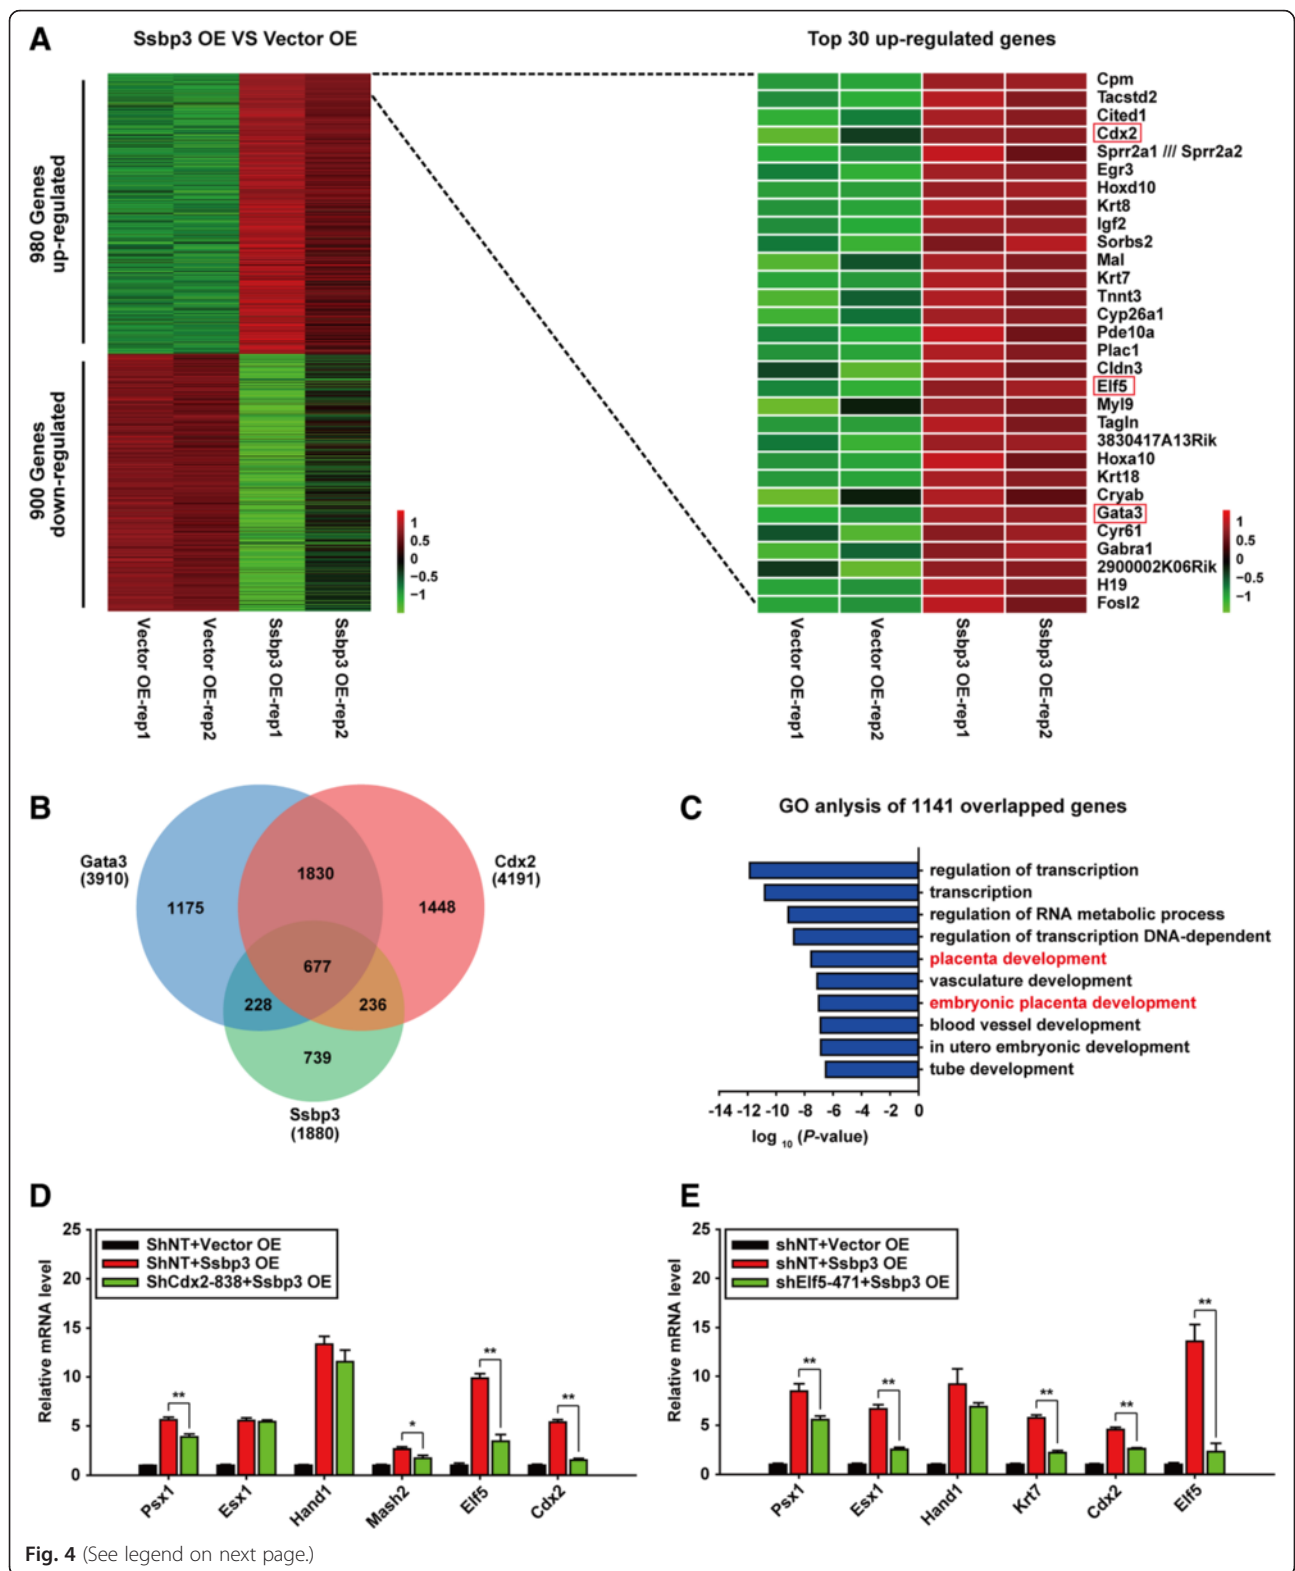 A
Ssbp3 OE VS Vector OE
980 Genes
up-regulated
900 Genes
down-regulated
1
0.5
0
−0.5
−1
Vector OE-rep1
Vector OE-rep2
Ssbp3 OE-rep1
Ssbp3 OE-rep2
Top 30 up-regulated genes
Cpm
Tacstd2
Cited1
Cdx2
Sprr2a1 /// Sprr2a2
Egr3
Hoxd10
Krt8
Igf2
Sorbs2
Mal
Krt7
Tnnt3
Cyp26a1
Pde10a
Plac1
Cldn3
Elf5
Myl9
Tagln
3830417A13Rik
Hoxa10
Krt18
Cryab
Gata3
Cyr61
Gabra1
2900002K06Rik
H19
Fosl2
1
0.5
0
−0.5
−1
Vector OE-rep1
Vector OE-rep2
Ssbp3 OE-rep1
Ssbp3 OE-rep2
B
Gata3
(3910)
Cdx2
(4191)
1830
1175
1448
677
228
236
739
Ssbp3
(1880)
C
GO anlysis of 1141 overlapped genes
regulation of transcription
transcription
regulation of RNA metabolic process
regulation of transcription DNA-dependent
placenta development
vasculature development
embryonic placenta development
blood vessel development
in utero embryonic development
tube development
-14 -12 -10 -8 -6 -4 -2 0
log 10 (P-value)
D
Relative mRNA level
25
20
15
10
5
0
ShNT+Vector OE
ShNT+Ssbp3 OE
ShCdx2-838+Ssbp3 OE
**
*
**
**
Psx1
Esx1
Hand1
Mash2
Elf5
Cdx2
E
Relative mRNA level
25
20
15
10
5
0
shNT+Vector OE
shNT+Ssbp3 OE
shElf5-471+Ssbp3 OE
**
**
**
**
**
Psx1
Esx1
Hand1
Krt7
Cdx2
Elf5
Fig. 4 (See legend on next page.)